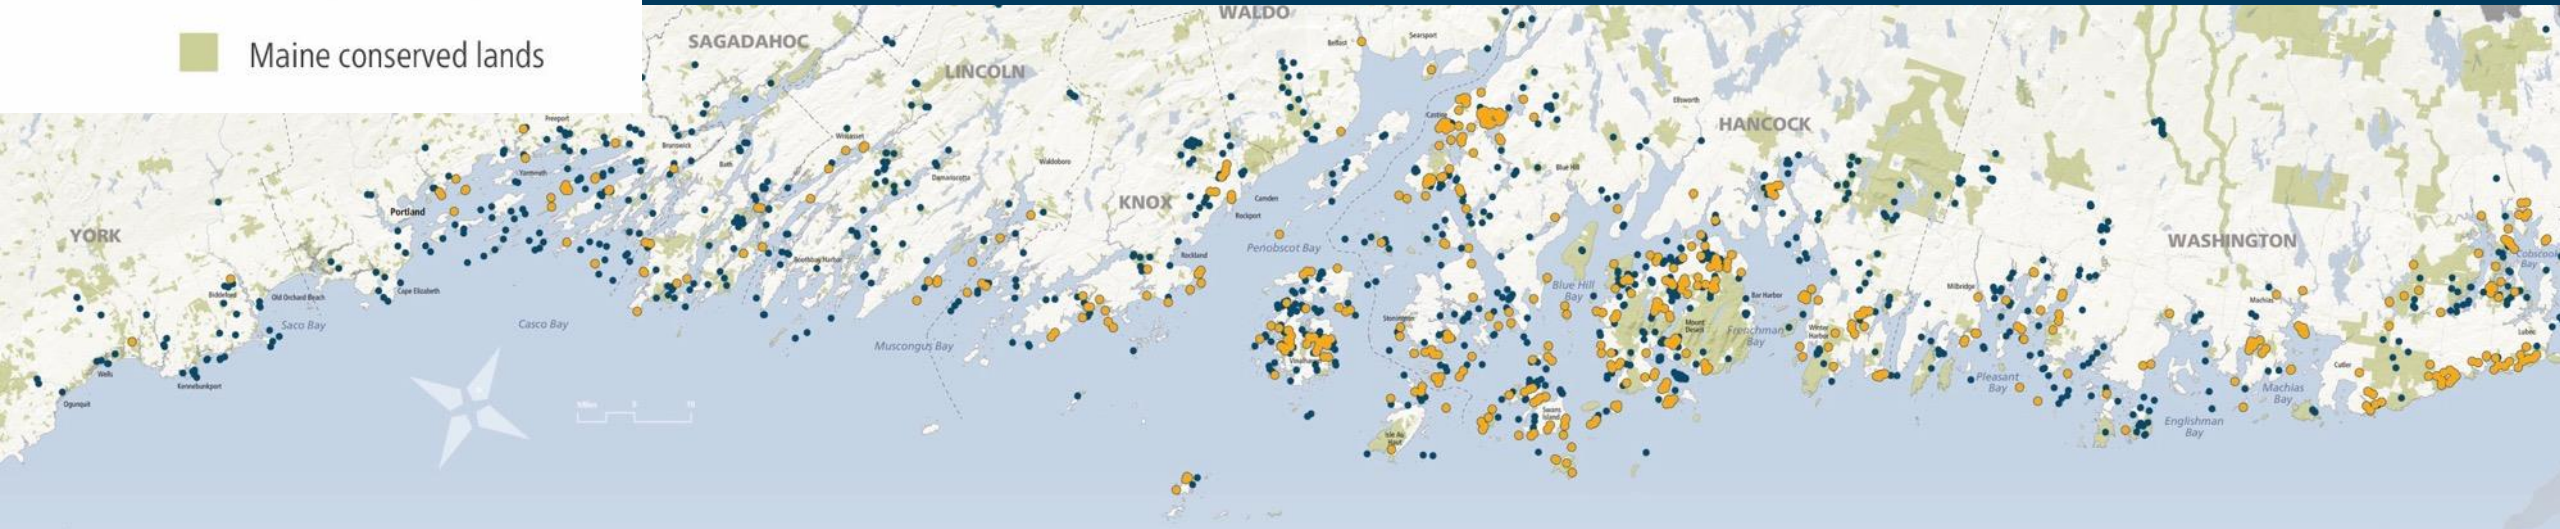 Maine conserved lands
WALDO
SAGADAHOC
Belfast
Searsport
LINCOLN
Ellsworth
HANCOCK
Freeport
Castine
Wiscasset
Brunswick
Bath
Waldoboro
Blue Hill
Yarmouth
Damariscotta
KNOX
Camden
Portland
Rockport
YORK
Penobscot Bay
WASHINGTON
Rockland
Boothbay Harbor
Cobscook
Bay
Biddeford
Old Orchard Beach
Cape Elizabeth
Blue Hill
Bay
Bar Harbor
Milbridge
Machias
Saco Bay
Casco Bay
Stonington
Mount
Desert
Frenchman
Bay
Winter
Harbor
Lubec
Muscongus Bay
Vinalhaven
Cutler
Wells
Kennebunkport
Pleasant
Bay
Machias
Bay
Ogunquit
Swans
Island
Englishman
Bay
Isle Au
Haut